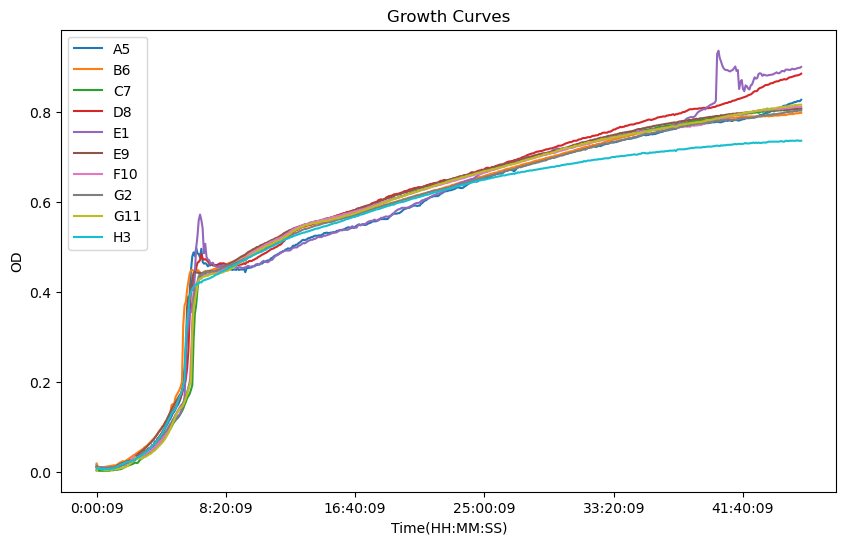 Growth Curves
A5
B6
C7
D8
E1
E9
F10
G2
G11
H3
OD
0.8
0.6
0.4
0.2
0.0
0:00:09 8:20:09 16:40:09 25:00:09 33:20:09 41:40:09
Time(HH:MM:SS)